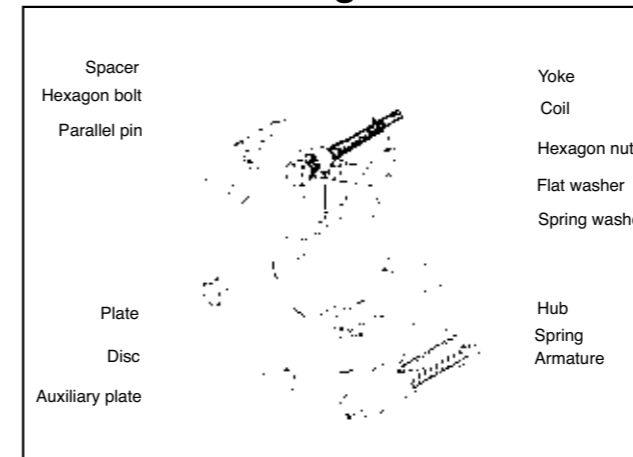 Spacer
Hexagon bolt
Parallel pin
Yoke
Coil
Hexagon nut
Flat washer
Plate
Disc
Auxiliary plate
Hub
Spring
Armature